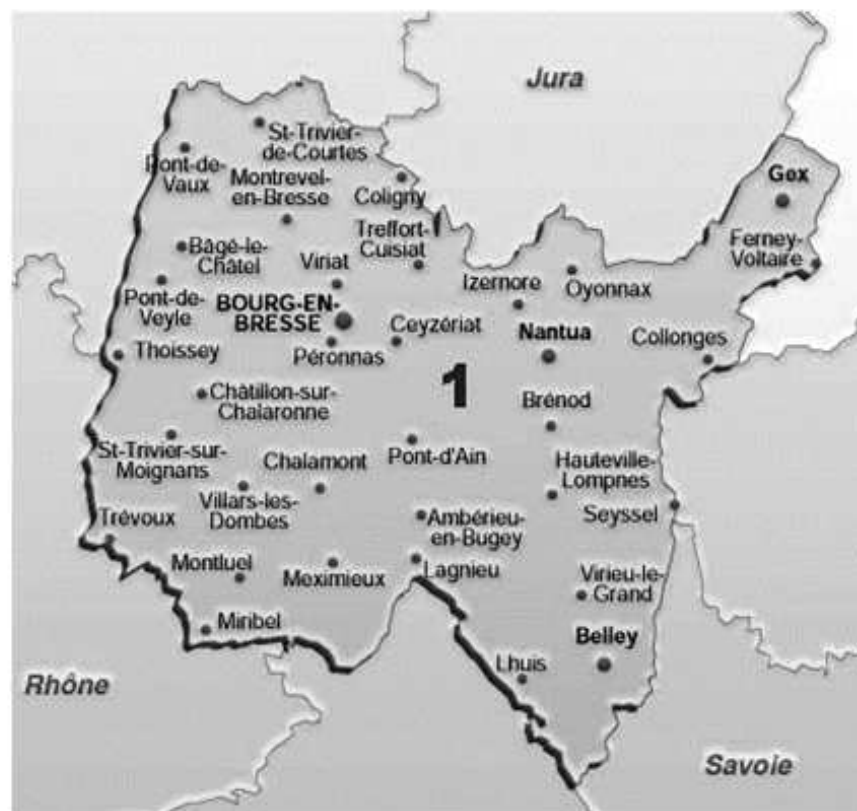 Jura
St-Trivier-
de-Courtes
Pont-de-
Vaux
Montrevel-
en-Bresse
Coligny
Gex
Treffort-
Cuisiat
Bâgé-le-
Châtel
Viriat
Ferney-
Voltaire
Izernore
Oyonnax
Pont-de-
Veyle
BOURG-EN-
BRESSE
Ceyzériat
Nantua
Collonges
Thoissey
Péronnas
1
Châtillon-sur-
Chalaronne
Brénod
St-Trivier-sur-
Moignans
Chalamont
Pont-d'Ain
Hauteville-
Lompnes
Villars-les-
Dombes
Seyssel
Trévoux
Ambérieu-
en-Bugey
Montluel
Meximieux
Lagnieu
Virieu-le-
Grand
Miribel
Belley
Lhuis
Rhône
Savoie